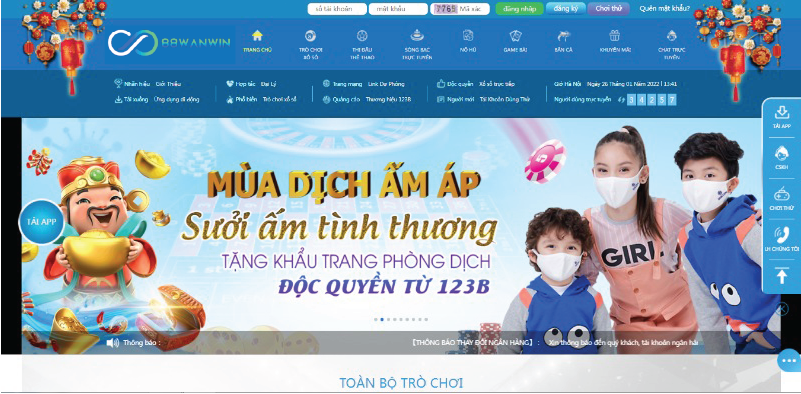 số tài khoản mật khẩu 7765 Mã xác đăng nhập đăng ký Chơi thử Quên mật khẩu?
AAWANWIN
TRANG CHỦ
TRÒ CHƠI XỔ SỐ
THI ĐẤU THỂ THAO
SÒNG BẠC TRỰC TUYẾN
NỔ HŨ
GAME BÀI
BẮN CÁ
KHUYẾN MÃI
CHAT TRỰC TUYẾN
Nhãn hiệu Giới Thiệu Hợp tác Đại Lý Trang mạng Link Dự Phòng Độc quyền Xổ số trực tiếp Giờ Hà Nội Ngày 26 Tháng 01 Năm 2022 | 13:41
Tải xuống Ứng dụng di động Phổ biến Trò chơi xổ số Quảng cáo Thương hiệu 123B Người mới Tài Khoản Dùng Thử Người dùng trực tuyến 34257
TẢI APP
CSKH
CHƠI THỬ
LH CHÚNG TÔI
TẢI APP
MÙA DỊCH ẤM ÁP
Sưởi ấm tình thương
TẶNG KHẨU TRANG PHÒNG DỊCH
ĐỘC QUYỀN TỪ 123B
GIRL
Thông báo : 【THÔNG BÁO THAY ĐỔI NGÂN HÀNG】 : Xin thông báo đến quý khách, tài khoản ngân hà
TOÀN BỘ TRÒ CHƠI